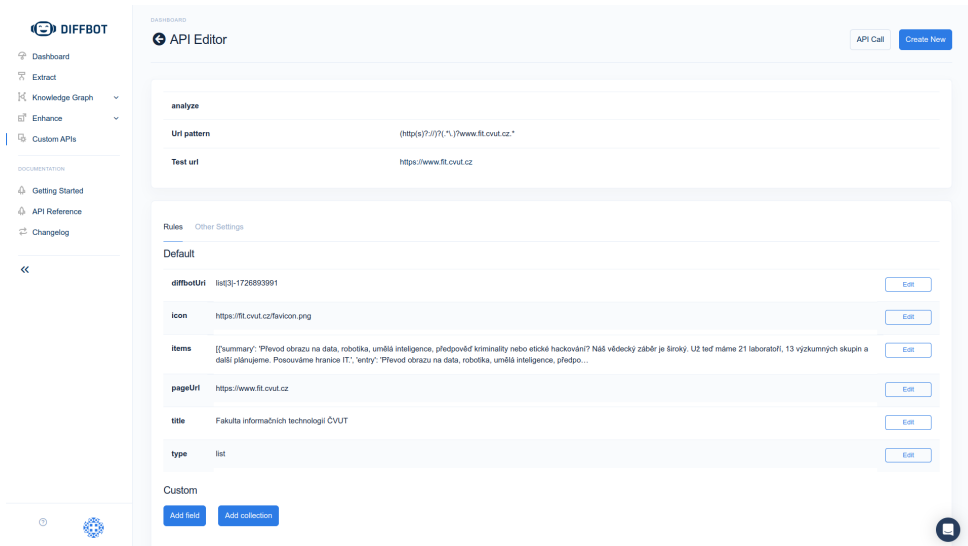 DIFFBOT
Dashboard
Extract
Knowledge Graph
Enhance
Custom APIs
DOCUMENTATION
Getting Started
API Reference
Changelog
DASHBOARD
API Editor
API Call
Create New
analyze
Url pattern (http(s)?://)?(.*\.)?www.fit.cvut.cz.*
Test url https://www.fit.cvut.cz
Rules Other Settings
Default
diffbotUri list|3|-1726893991 Edit
icon https://fit.cvut.cz/favicon.png Edit
items [{'summary': 'Převod obrazu na data, robotika, umělá inteligence, předpověď kriminality nebo etické hackování? Náš vědecký záběr je široký. Už teď máme 21 laboratoří, 13 výzkumných skupin a Edit
další plánujeme. Posouváme hranice IT.', 'entry': 'Převod obrazu na data, robotika, umělá inteligence, předpo...
pageUrl https://www.fit.cvut.cz Edit
title Fakulta informačních technologií ČVUT Edit
type list Edit
Custom
Add field Add collection